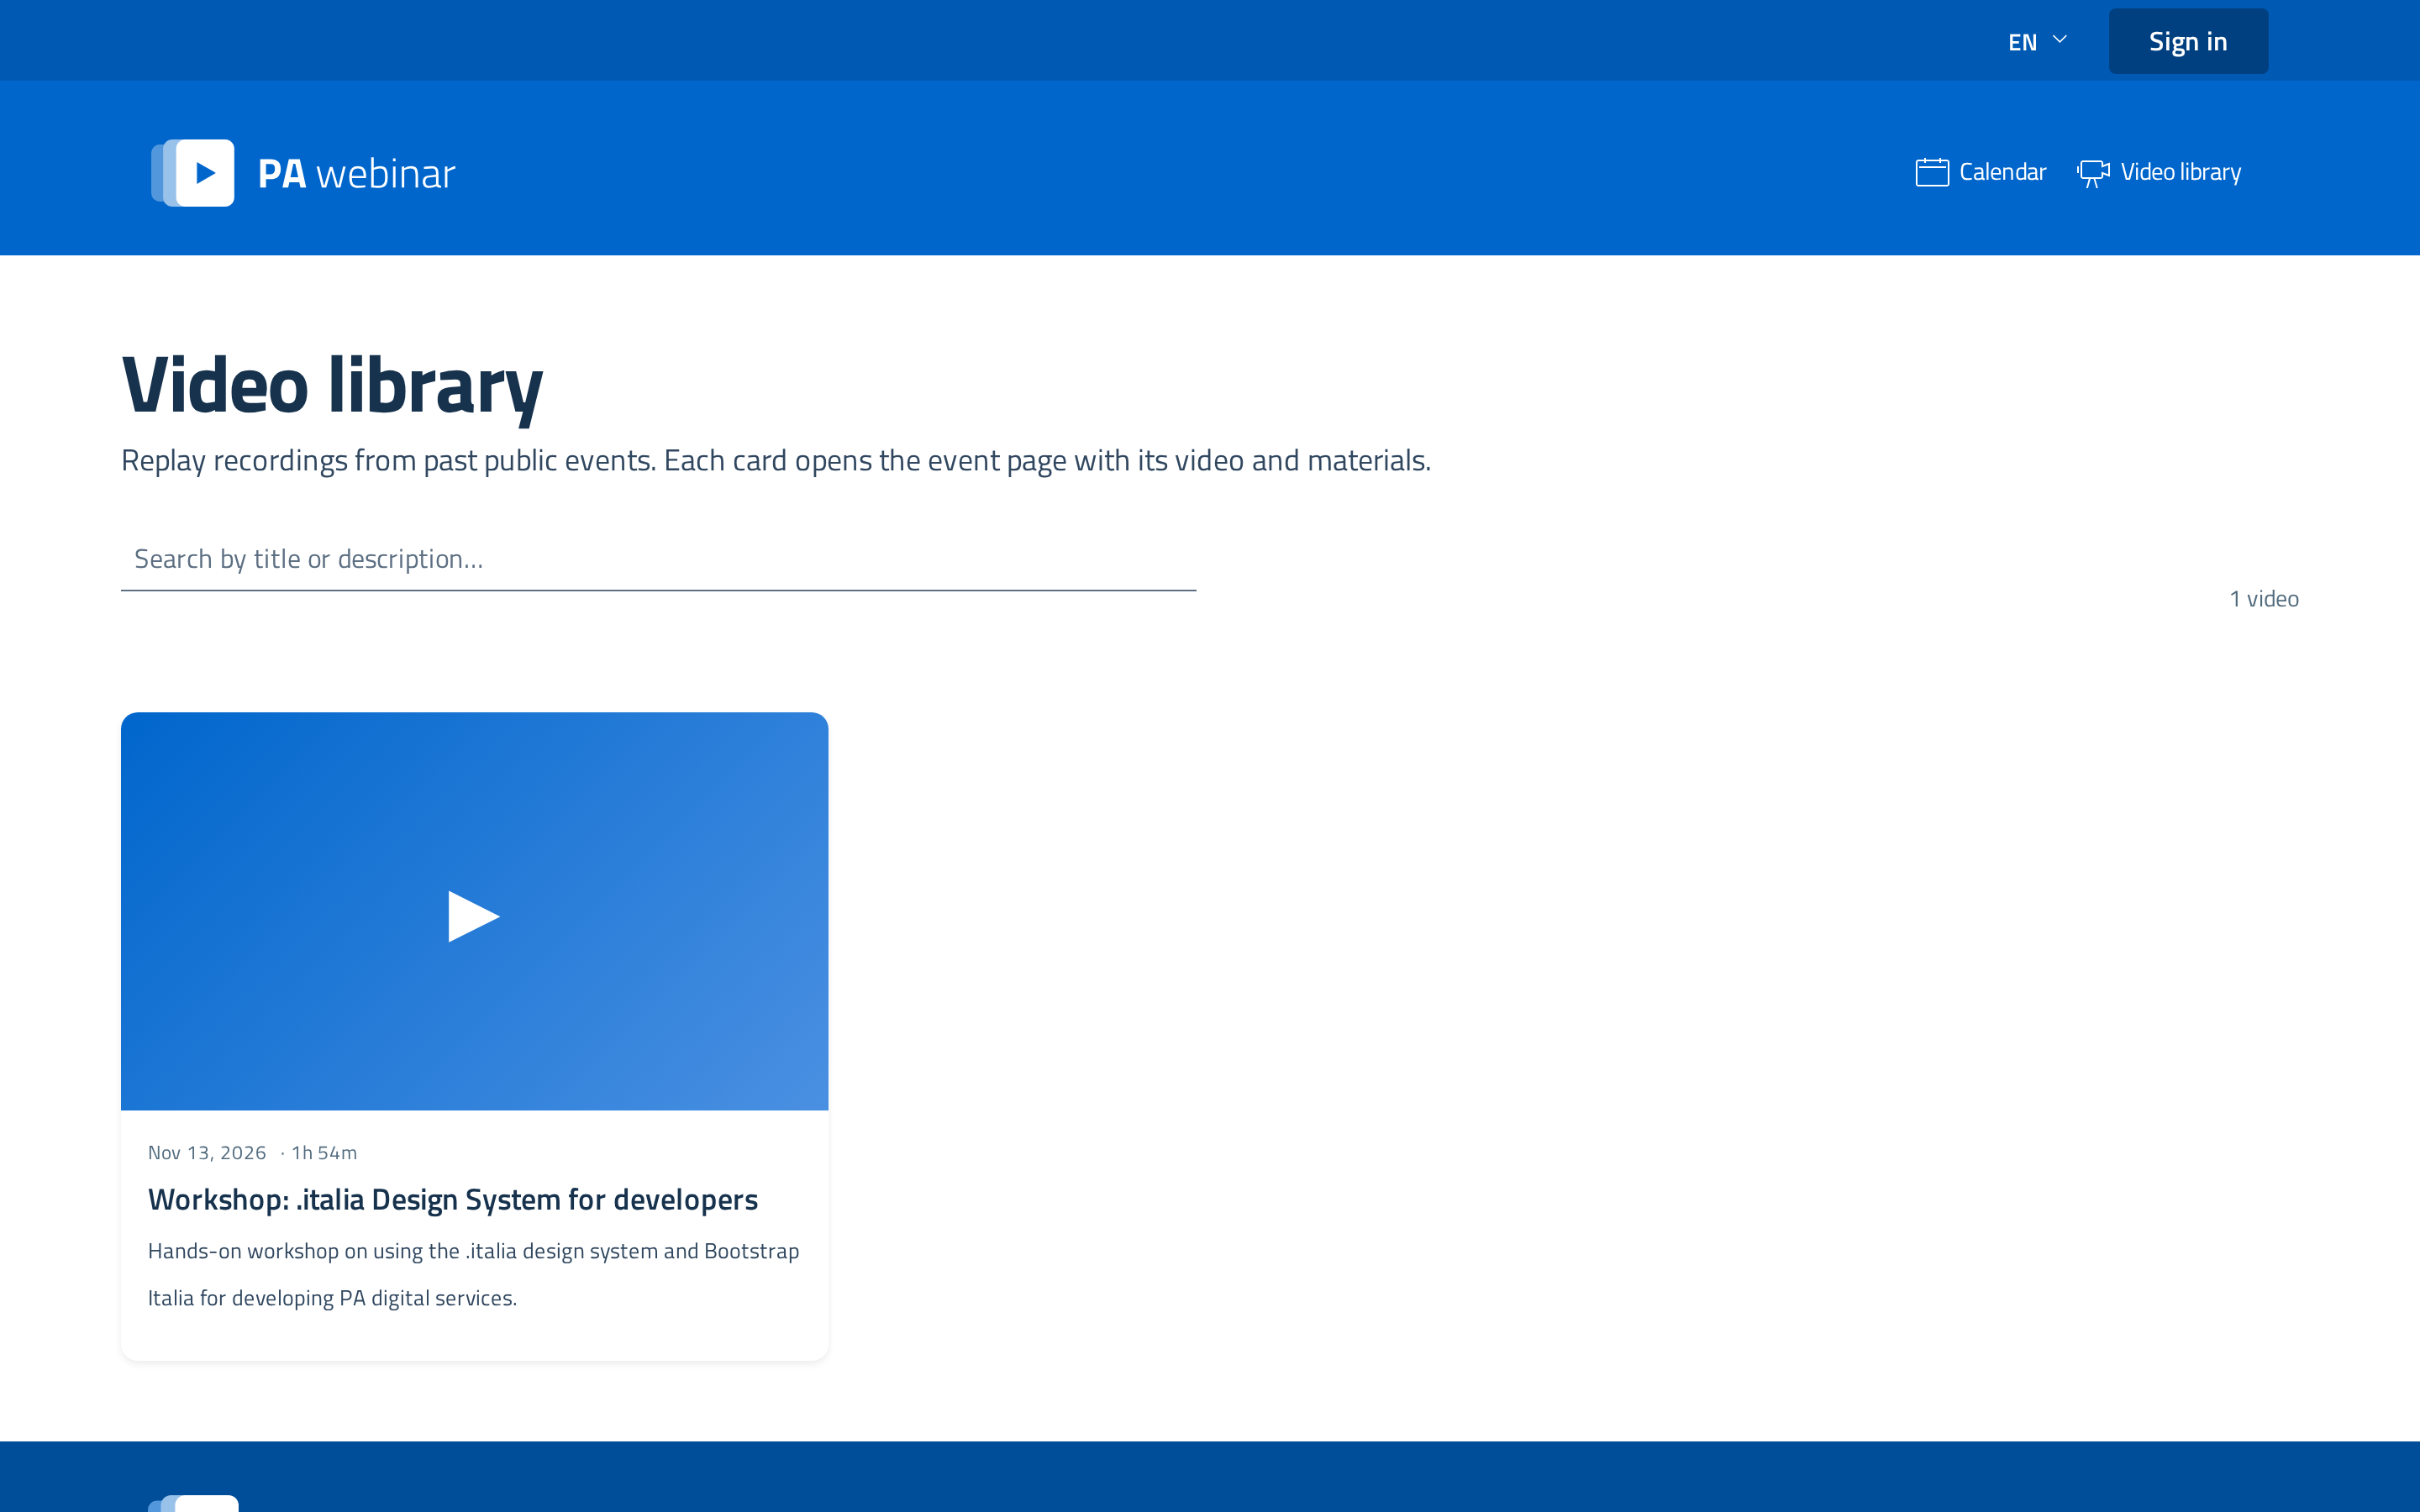 EN
Sign in
PA webinar
Calendar
Video library
Video library
Replay recordings from past public events. Each card opens the event page with its video and materials.
Search by title or description...
1 video
Nov 13, 2026 · 1h 54m
Workshop: .italia Design System for developers
Hands-on workshop on using the .italia design system and Bootstrap
Italia for developing PA digital services.